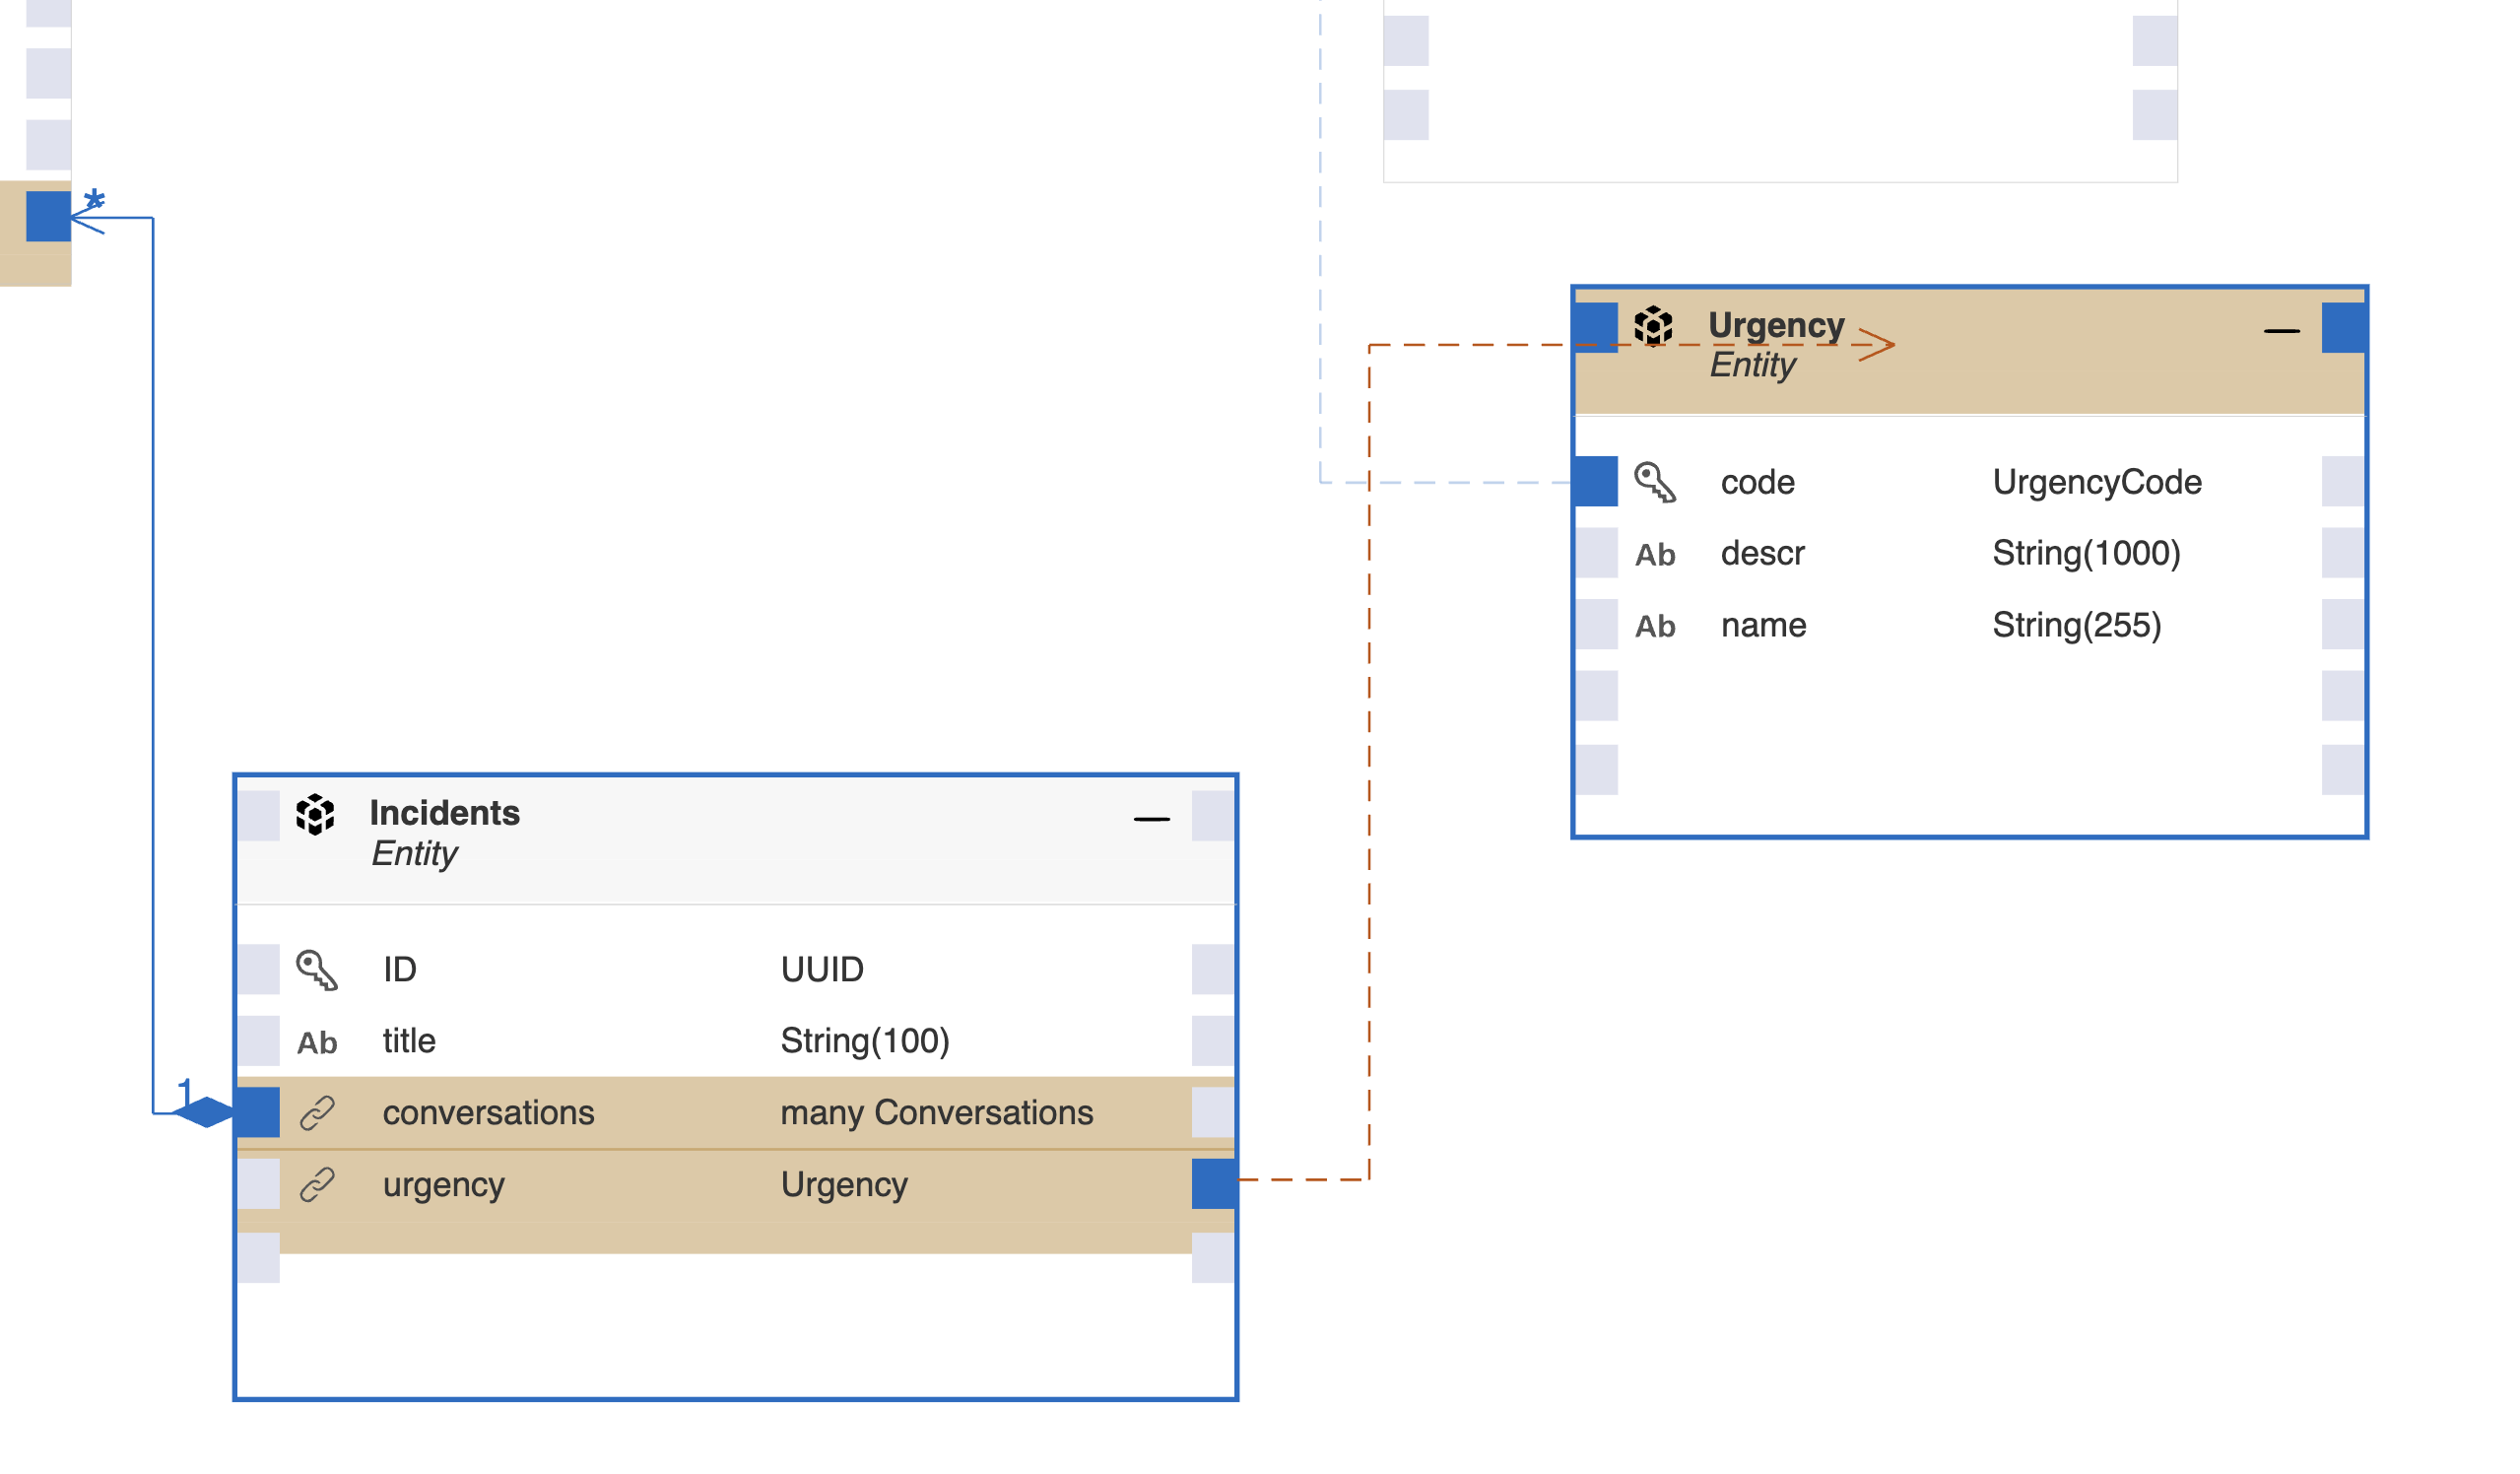 *
Urgency
Entity
code UrgencyCode
Ab descr String(1000)
Ab name String(255)
Incidents
Entity
ID UUID
Ab title String(100)
1
conversations many Conversations
urgency Urgency